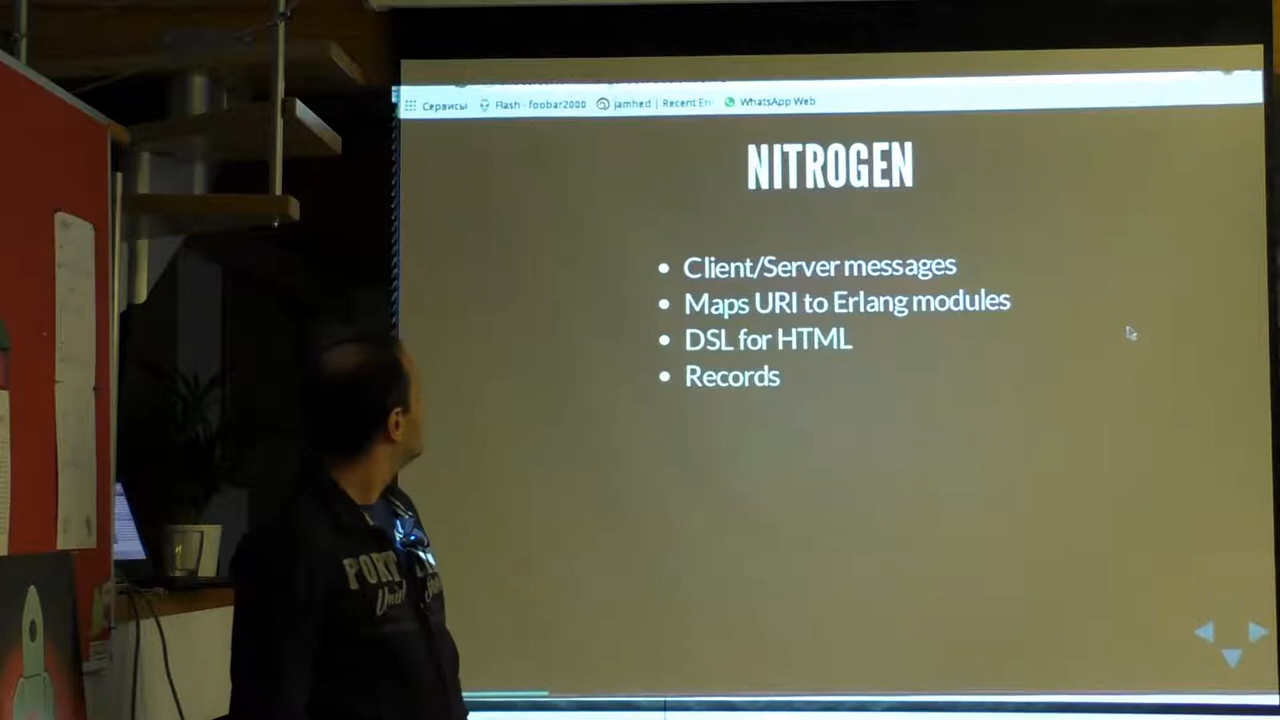 Сервисы Flash - foobar2000 jamhed | Recent En WhatsApp Web
NITROGEN
Client/Server messages
Maps URI to Erlang modules
DSL for HTML
Records